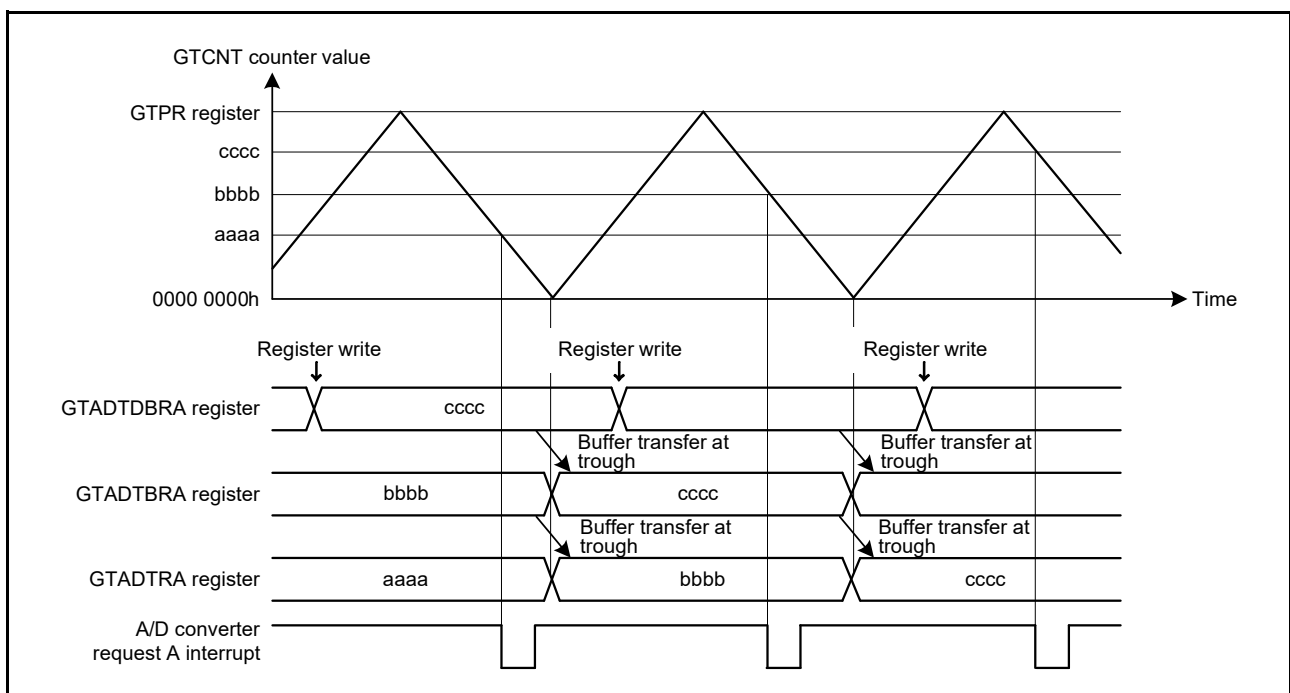 GTCNT counter value
GTPR register
cccc
bbbb
aaaa
0000 0000h
Time
Register write
Register write
Register write
GTADTDBRA register
cccc
Buffer transfer at
trough
Buffer transfer at
trough
GTADTBRA register
bbbb
cccc
Buffer transfer at
trough
Buffer transfer at
trough
GTADTRA register
aaaa
bbbb
cccc
A/D converter
request A interrupt